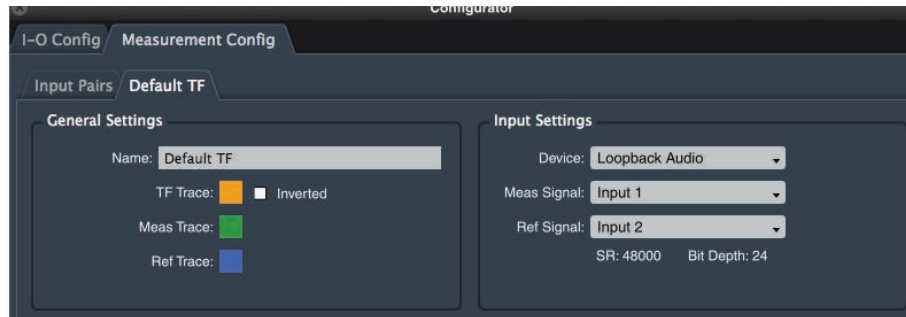 Configurator
I-O Config Measurement Config
Input Pairs Default TF
General Settings
Name: Default TF
TF Trace: Inverted
Meas Trace:
Ref Trace:
Input Settings
Device: Loopback Audio
Meas Signal: Input 1
Ref Signal: Input 2
SR: 48000 Bit Depth: 24